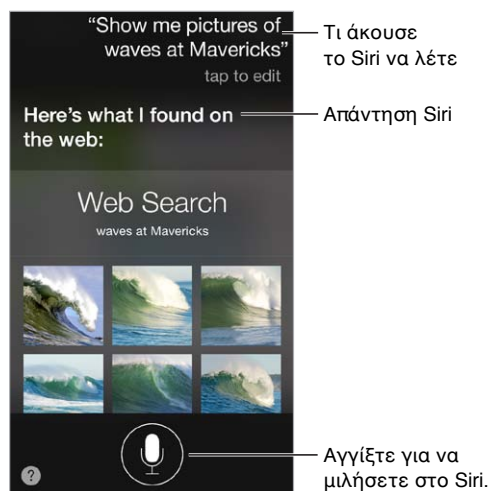 “Show me pictures of
waves at Mavericks”
tap to edit
Τι άκουσε
το Siri να λέτε
Here’s what I found on
the web:
Απάντηση Siri
Web Search
waves at Mavericks
?
Αγγίξτε για να
μιλήσετε στο Siri.